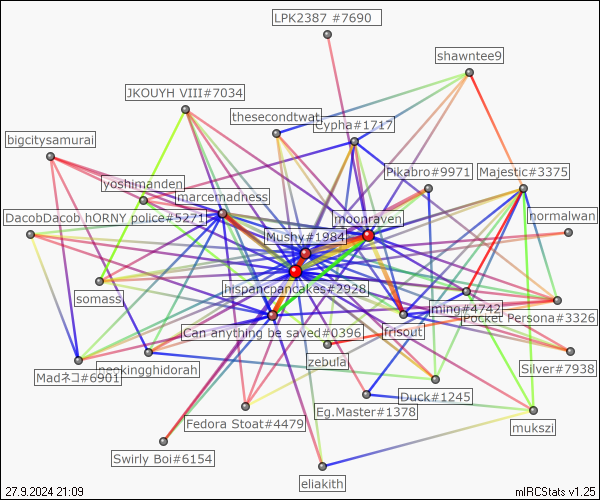 LPK2387 #7690
shawntee9
JKOUYH VIII#7034
thesecondtwat
Cypha#1717
bigcitysamurai
Pikabro#9971
Majestic#3375
yoshimanden
marcemadness
DacobDacob hORNY police#5271
moonraven
normalwan
Mushy#1984
hispancpancakes#2928
somass
ming#4742
Pocket Persona#3326
Can anything be saved#0396
frisout
zebulai
Silver#7938
Madネコ#6901
Duck#1245
Eg.Master#1378
Fedora Stoat#4479
mukszi
Swirly Boi#6154
eliakith
27.9.2024 21:09
mIRCStats v1.25